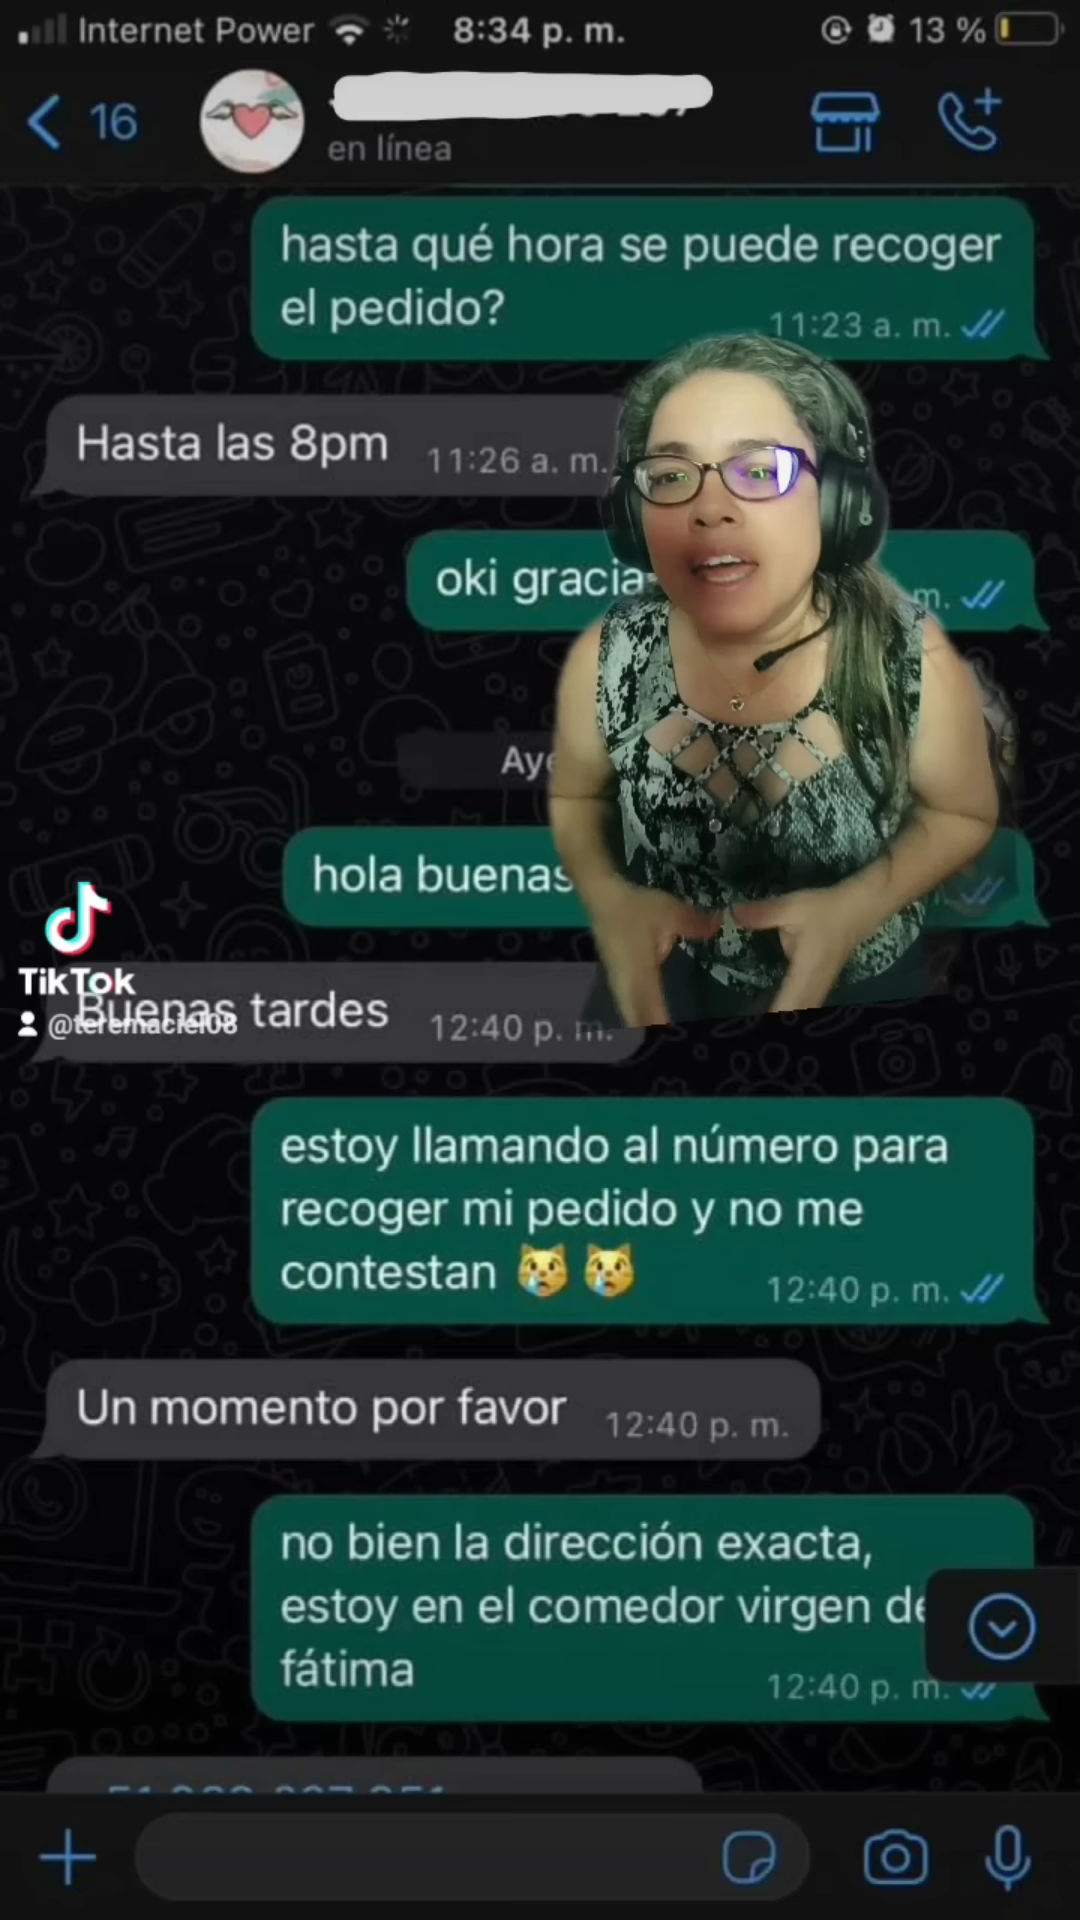 Internet Power 8:34 p. m. 13 %
16
en línea
hasta qué hora se puede recoger
el pedido?
11:23 a. m.
Hasta las 8pm 11:26 a. m.
oki gracia
m.
Aye
hola buenas
TikTok
@teremaciel08
Buenas tardes 12:40 p. m.
estoy llamando al número para
recoger mi pedido y no me
contestan 😿 😿
12:40 p. m.
Un momento por favor 12:40 p. m.
no bien la dirección exacta,
estoy en el comedor virgen de
fátima
12:40 p. m.